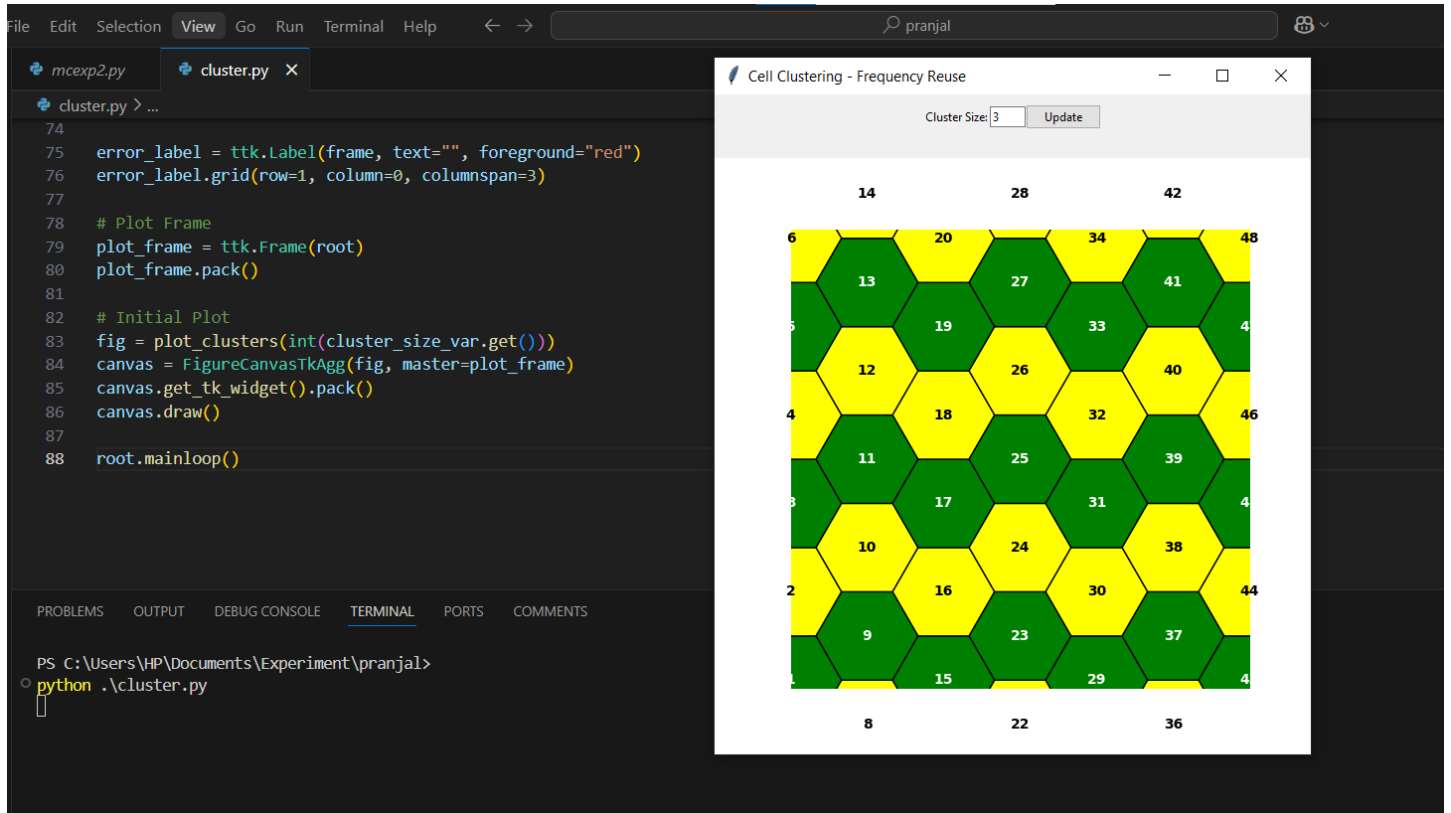 File Edit Selection View Go Run Terminal Help
pranjal
mcexp2.py cluster.py
cluster.py > ...
74
75 error_label = ttk.Label(frame, text="", foreground="red")
76 error_label.grid(row=1, column=0, columnspan=3)
77
78 # Plot Frame
79 plot_frame = ttk.Frame(root)
80 plot_frame.pack()
81
82 # Initial Plot
83 fig = plot_clusters(int(cluster_size_var.get()))
84 canvas = FigureCanvasTkAgg(fig, master=plot_frame)
85 canvas.get_tk_widget().pack()
86 canvas.draw()
87
88 root.mainloop()
PROBLEMS OUTPUT DEBUG CONSOLE TERMINAL PORTS COMMENTS
PS C:\Users\HP\Documents\Experiment\pranjal>
python .\cluster.py
Cell Clustering - Frequency Reuse
Cluster Size: 3 Update
14 28 42
6 20 34 48
13 27 41
19 33
12 26 40
4 18 32 46
11 25 39
17 31
10 24 38
2 16 30 44
9 23 37
15 29
8 22 36